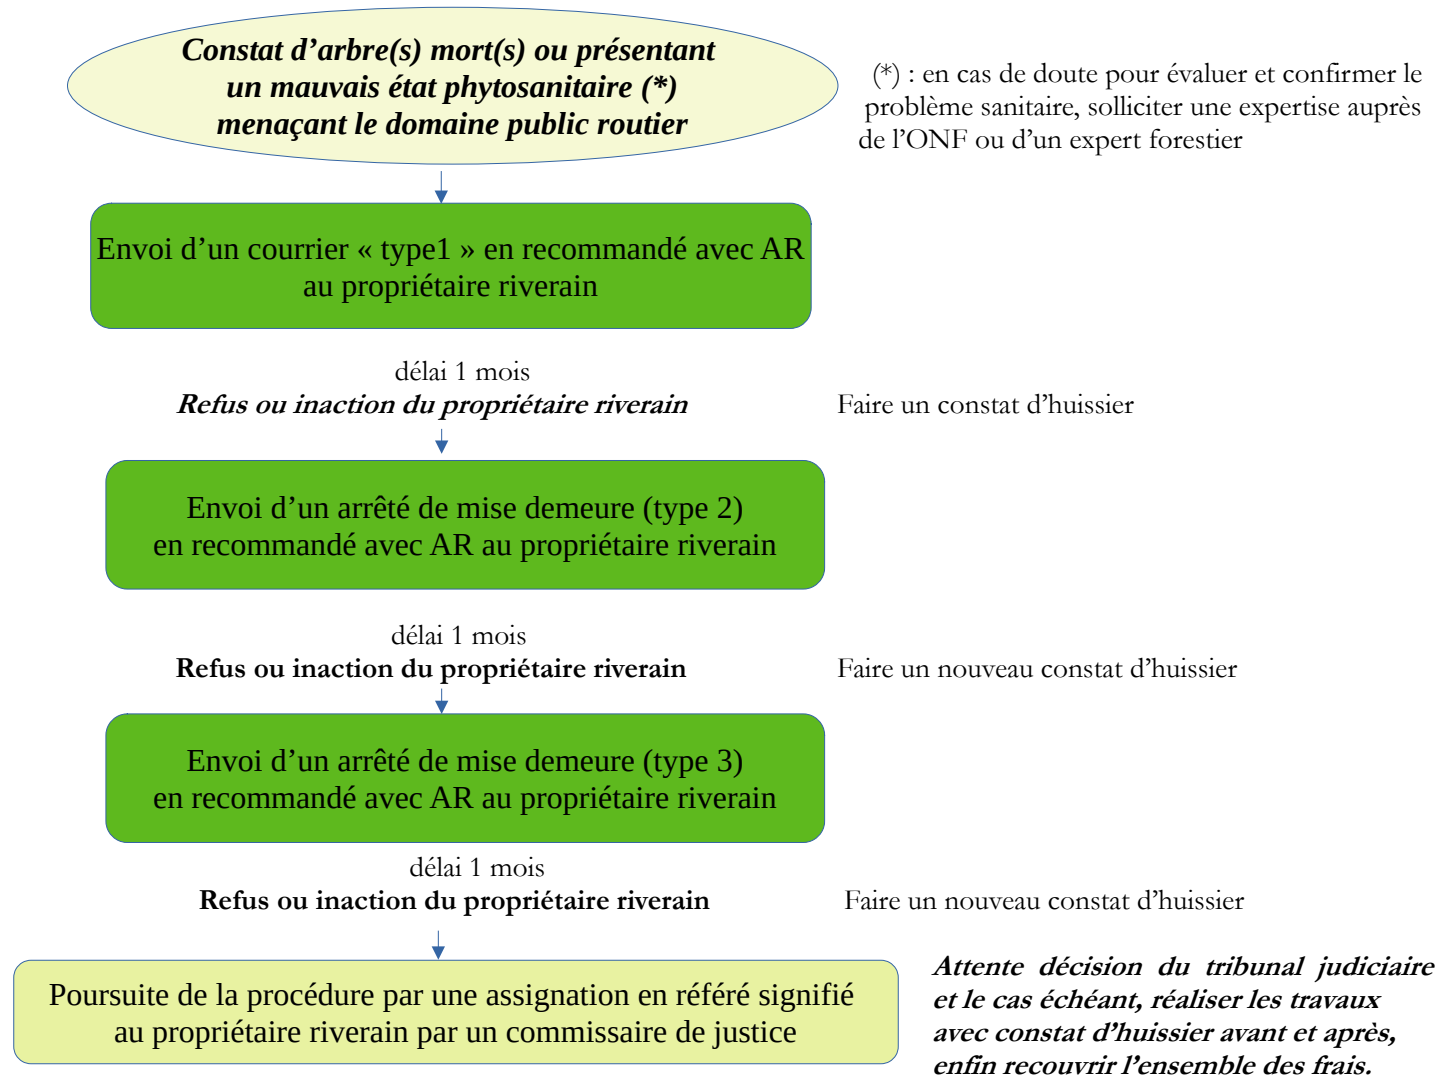 Constat d’arbre(s) mort(s) ou présentant
un mauvais état phytosanitaire (*)
menaçant le domaine public routier
(*) : en cas de doute pour évaluer et confirmer le
problème sanitaire, solliciter une expertise auprès
de l’ONF ou d’un expert forestier
Envoi d’un courrier « type1 » en recommandé avec AR
au propriétaire riverain
délai 1 mois
Refus ou inaction du propriétaire riverain
Faire un constat d’huissier
Envoi d’un arrêté de mise demeure (type 2)
en recommandé avec AR au propriétaire riverain
délai 1 mois
Refus ou inaction du propriétaire riverain
Faire un nouveau constat d’huissier
Envoi d’un arrêté de mise demeure (type 3)
en recommandé avec AR au propriétaire riverain
délai 1 mois
Refus ou inaction du propriétaire riverain
Faire un nouveau constat d’huissier
Poursuite de la procédure par une assignation en référé signifié
au propriétaire riverain par un commissaire de justice
Attente décision du tribunal judiciaire
et le cas échéant, réaliser les travaux
avec constat d’huissier avant et après,
enfin recouvrir l’ensemble des frais.